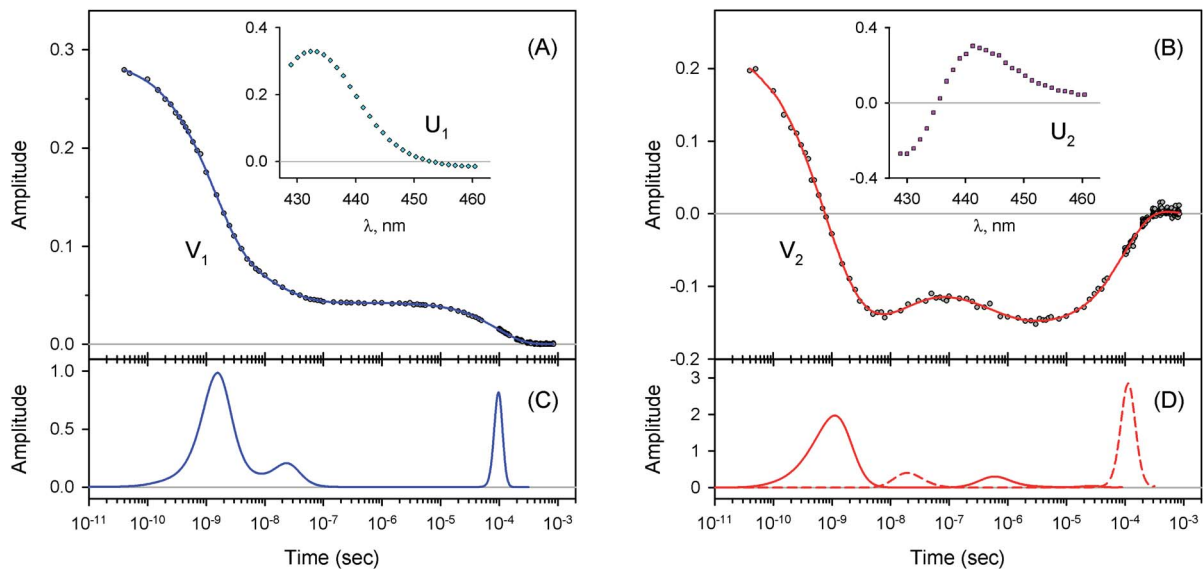 (A)
Amplitude
0.3
0.2
0.1
0.0
V1
0.4
0.2
0.0
U1
430 440 450 460
λ, nm
(B)
Amplitude
0.2
0.1
0.0
-0.1
-0.2
V2
0.4
0.0
-0.4
U2
430 440 450 460
λ, nm
(C)
Amplitude
1.0
0.5
0.0
10-11 10-10 10-9 10-8 10-7 10-6 10-5 10-4 10-3
Time (sec)
(D)
Amplitude
3
2
1
0
10-11 10-10 10-9 10-8 10-7 10-6 10-5 10-4 10-3
Time (sec)